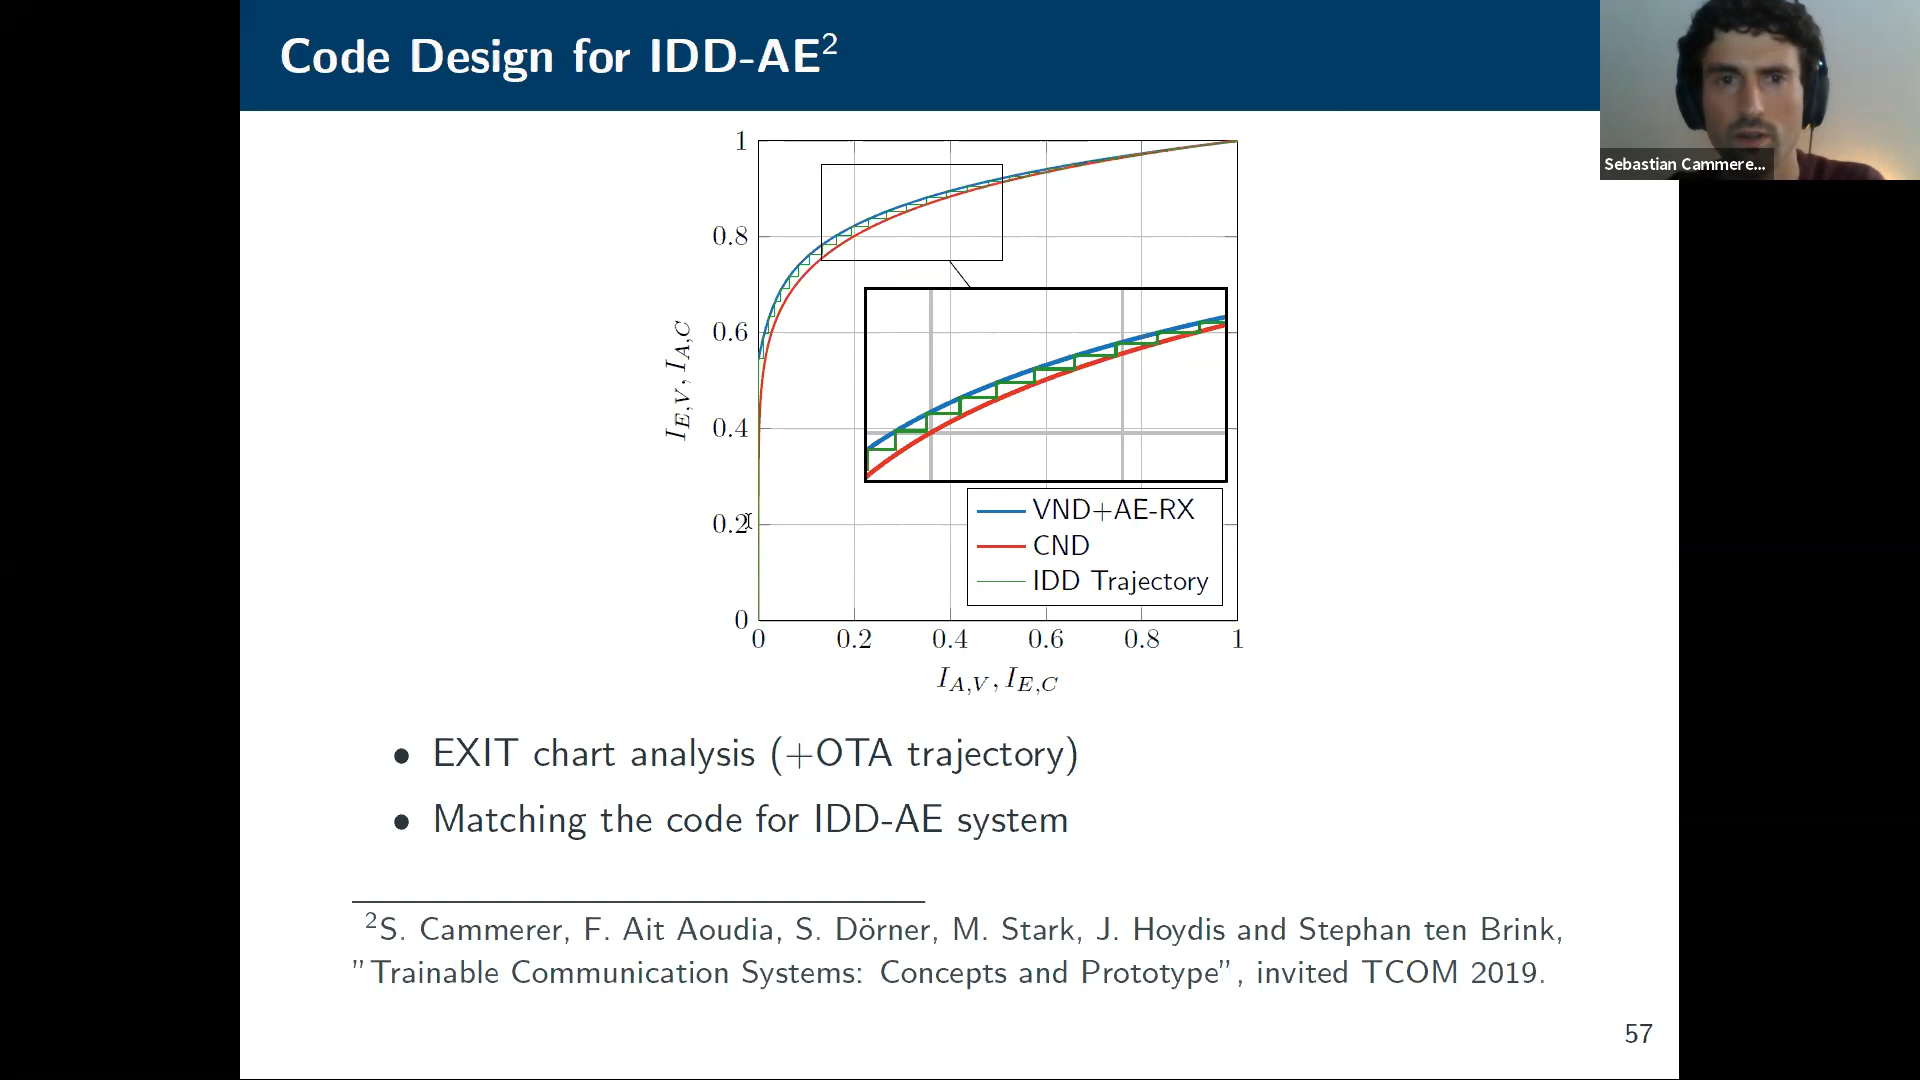 Code Design for IDD-AE²
Sebastian Cammere...
1
0.8
0.6
0.4
0.2
0
I_{E,V}, I_{A,C}
VND+AE-RX
CND
IDD Trajectory
0 0.2 0.4 0.6 0.8 1
I_{A,V}, I_{E,C}
• EXIT chart analysis (+OTA trajectory)
• Matching the code for IDD-AE system
²S. Cammerer, F. Ait Aoudia, S. Dörner, M. Stark, J. Hoydis and Stephan ten Brink,
”Trainable Communication Systems: Concepts and Prototype”, invited TCOM 2019.
57